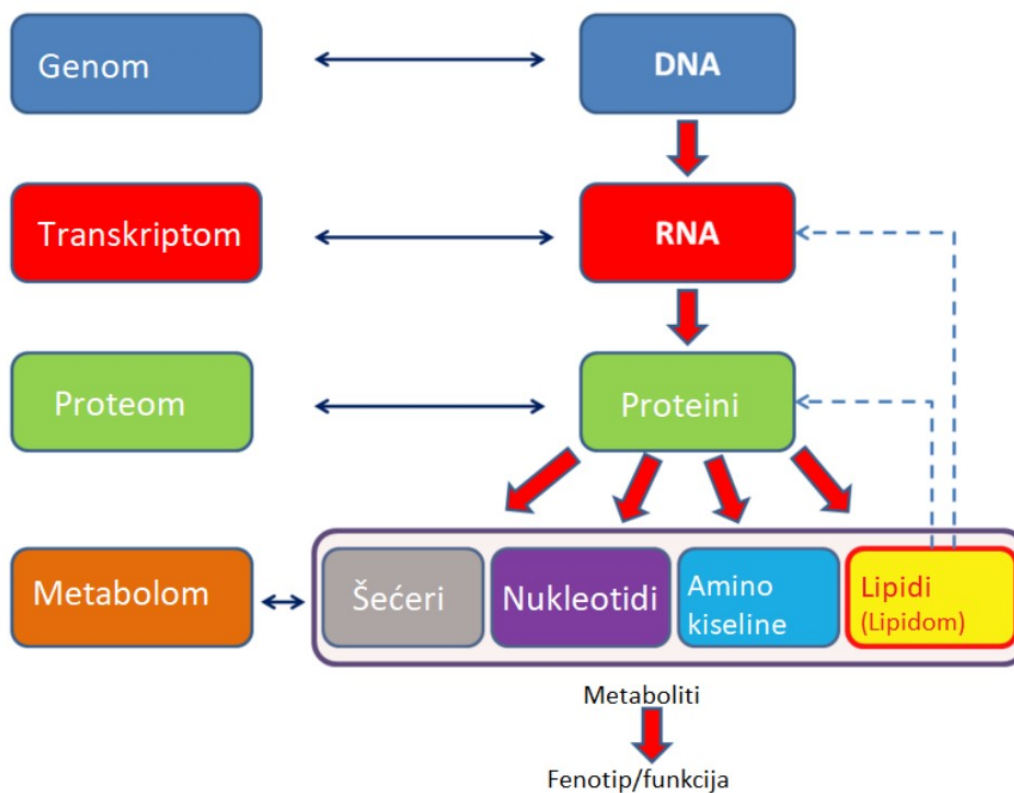 Genom
DNA
Transkriptom
RNA
Proteom
Proteini
Metabolom
Šećeri
Nukleotidi
Amino
kiseline
Lipidi
(Lipidom)
Metaboliti
Fenotip/funkcija